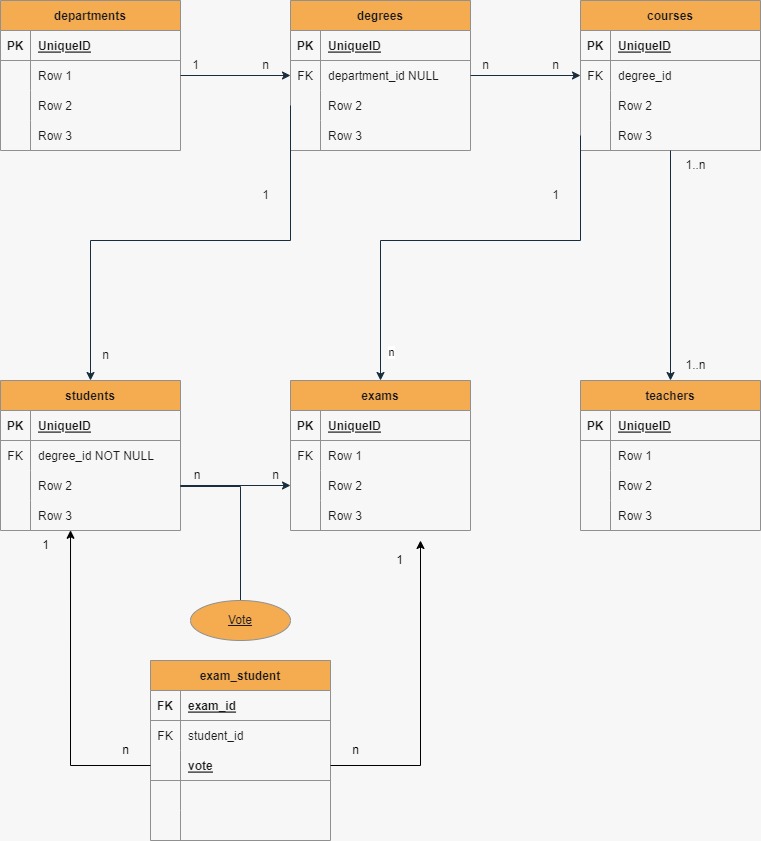 departments
PK UniqueID
Row 1
Row 2
Row 3
1 n
degrees
PK UniqueID
FK department_id NULL
Row 2
Row 3
n n
courses
PK UniqueID
FK degree_id
Row 2
Row 3
1
n
1
n
1..n
1..n
students
PK UniqueID
FK degree_id NOT NULL
Row 2
Row 3
n n
exams
PK UniqueID
FK Row 1
Row 2
Row 3
teachers
PK UniqueID
Row 1
Row 2
Row 3
1
1
Vote
exam_student
FK exam_id
FK student_id
vote
n
n